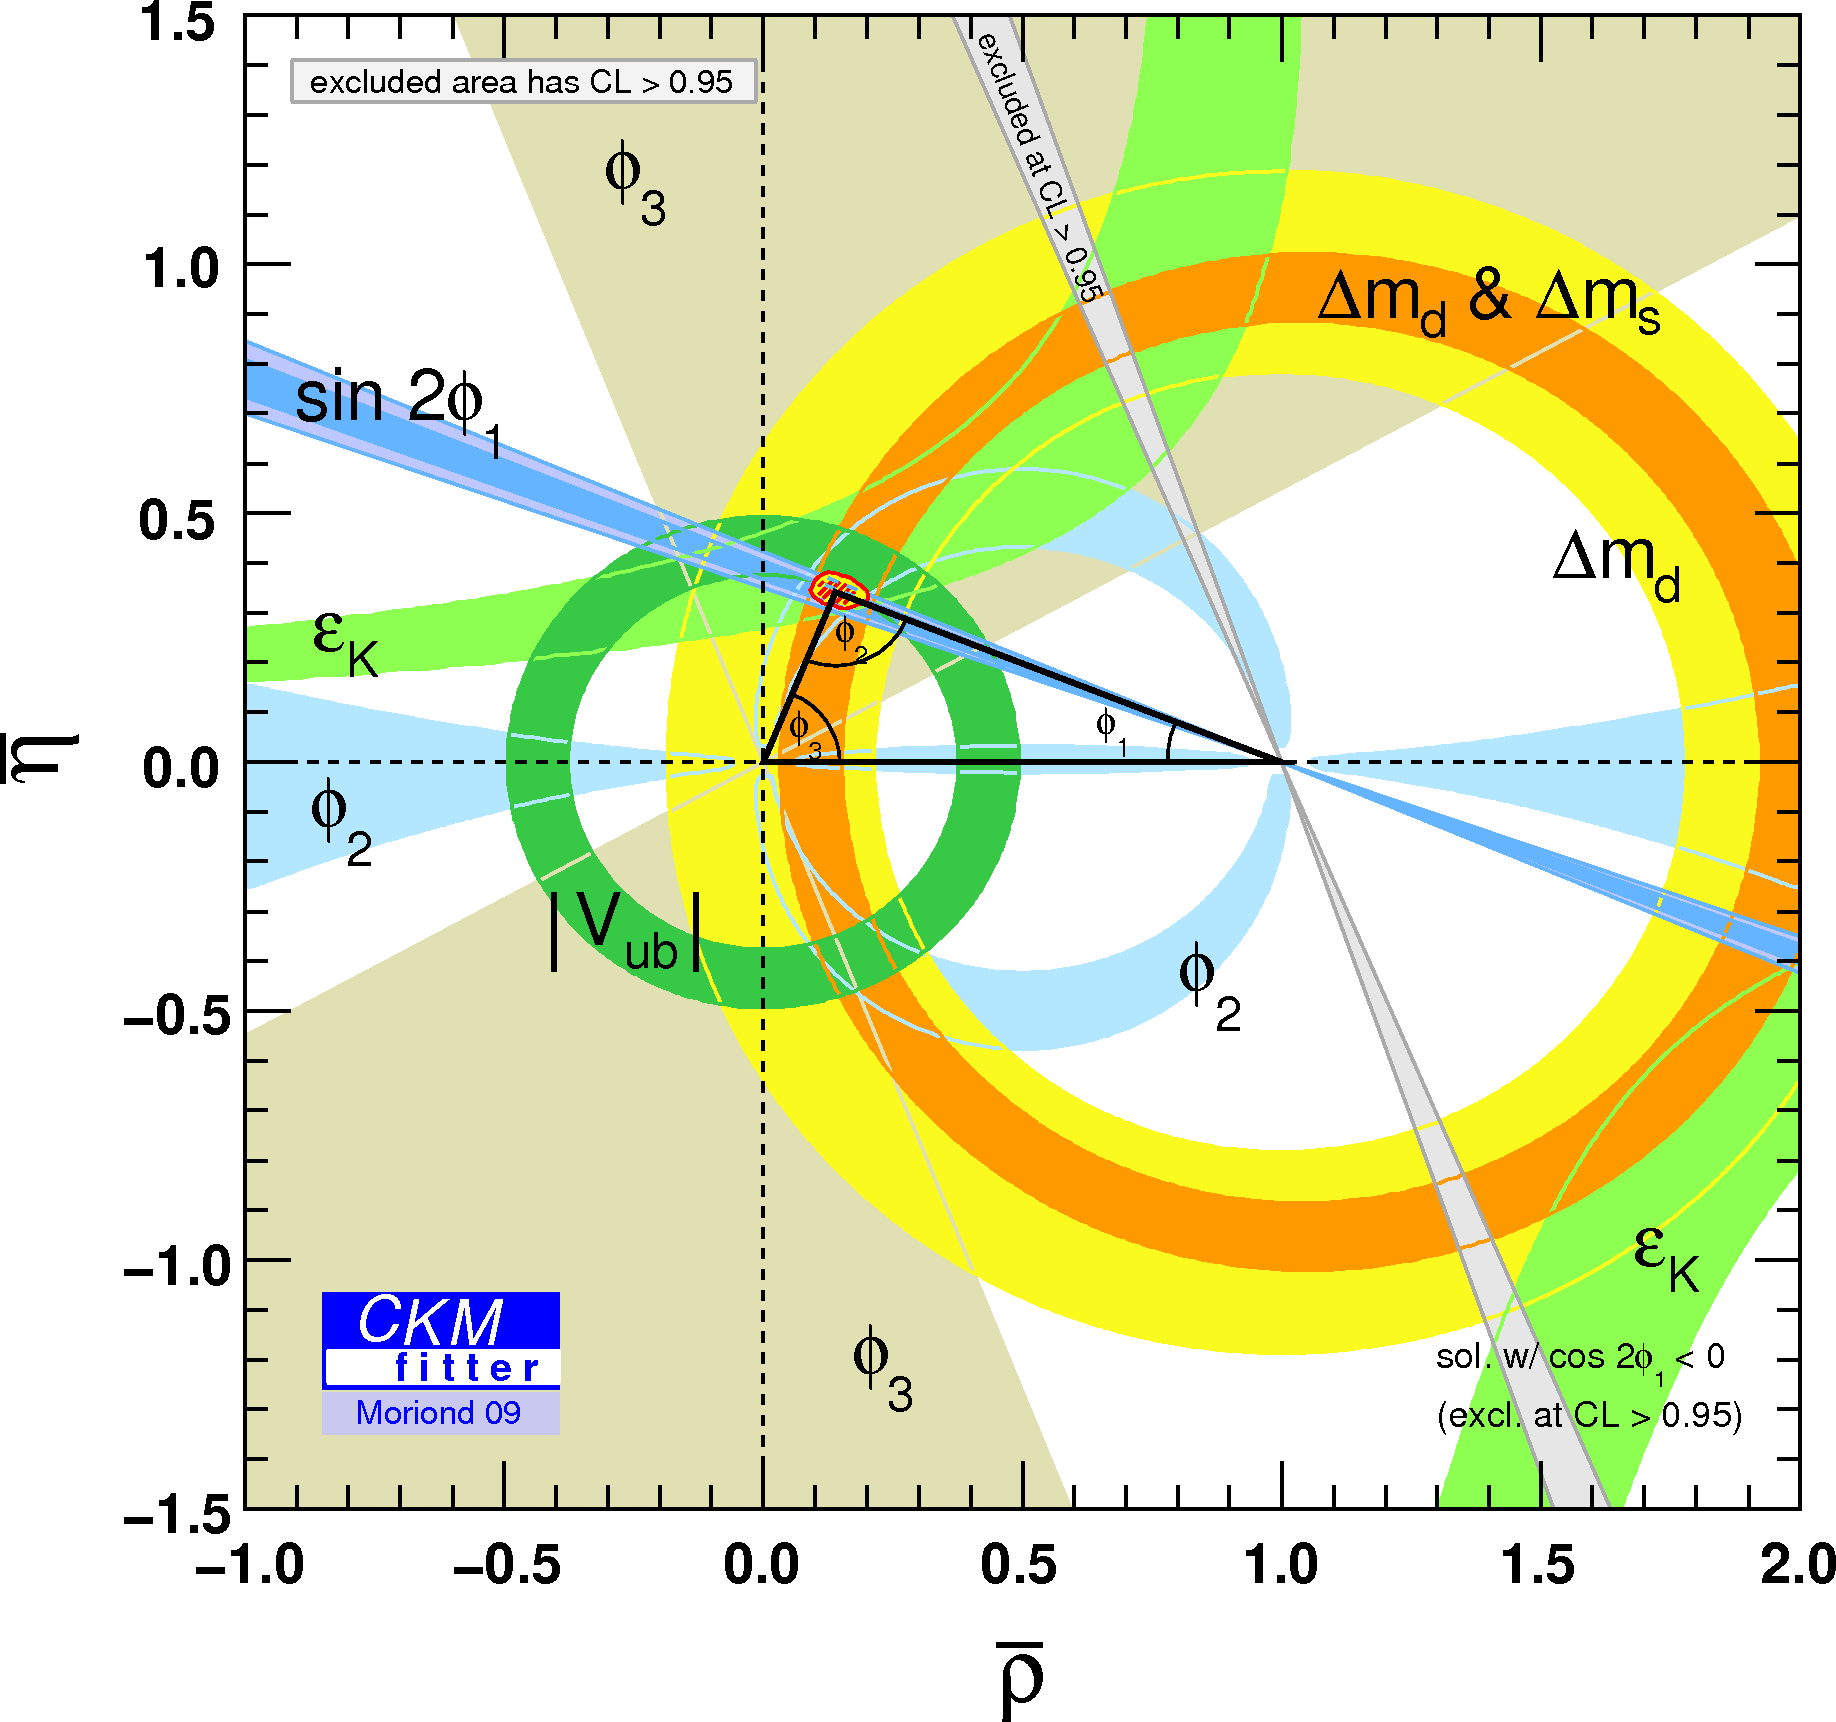 1.5
1.0
0.5
0.0
−0.5
−1.0
−1.5
−1.0
−0.5
0.0
0.5
1.0
1.5
2.0
η̅
ρ̅
excluded area has CL > 0.95
excluded at CL > 0.95
ϕ3
Δmd & Δms
sin 2ϕ1
Δmd
εK
ϕ2
ϕ3
ϕ1
ϕ2
|Vub|
ϕ2
εK
ϕ3
sol. w/ cos 2ϕ1 < 0
(excl. at CL > 0.95)
CKM
fitter
Moriond 09